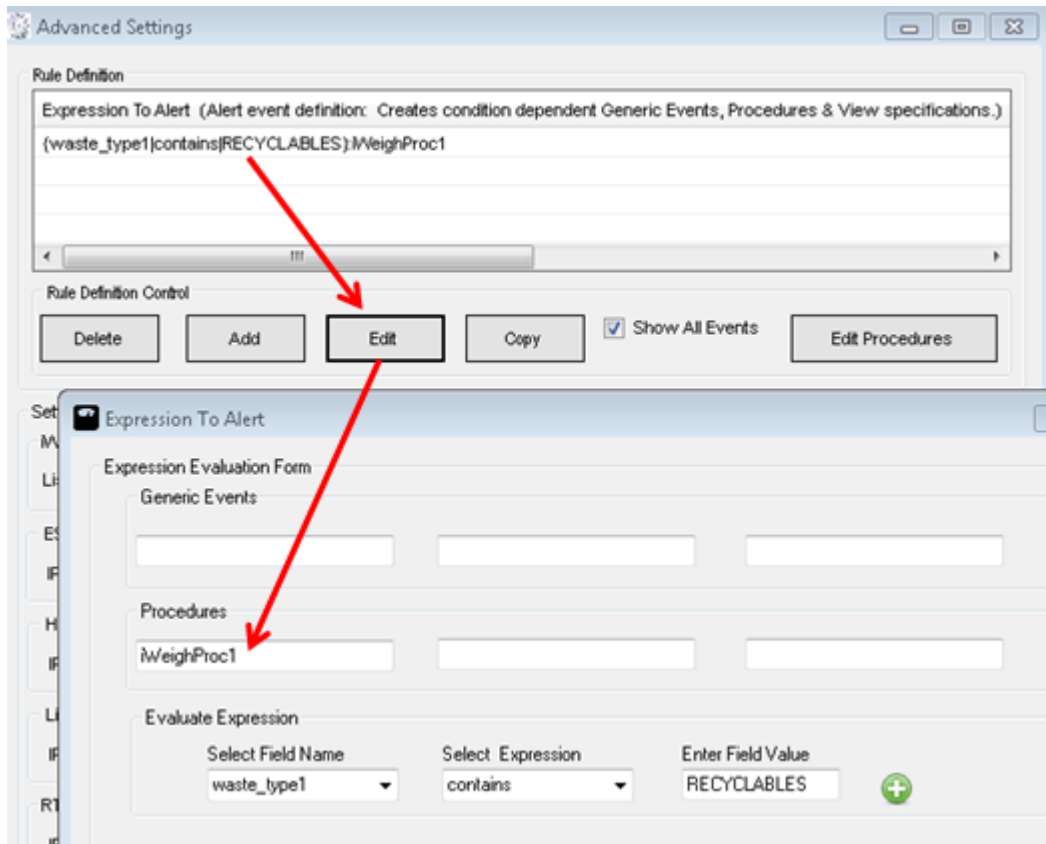 Advanced Settings
Rule Definition
Expression To Alert (Alert event definition: Creates condition dependent Generic Events, Procedures & View specifications.)
{waste_type1|contains|RECYCLABLES}:iWeighProc1
Rule Definition Control
Delete Add Edit Copy Show All Events Edit Procedures
Set
Expression To Alert
Expression Evaluation Form
Generic Events
Procedures
iWeighProc1
Evaluate Expression
Select Field Name Select Expression Enter Field Value
waste_type1 contains RECYCLABLES